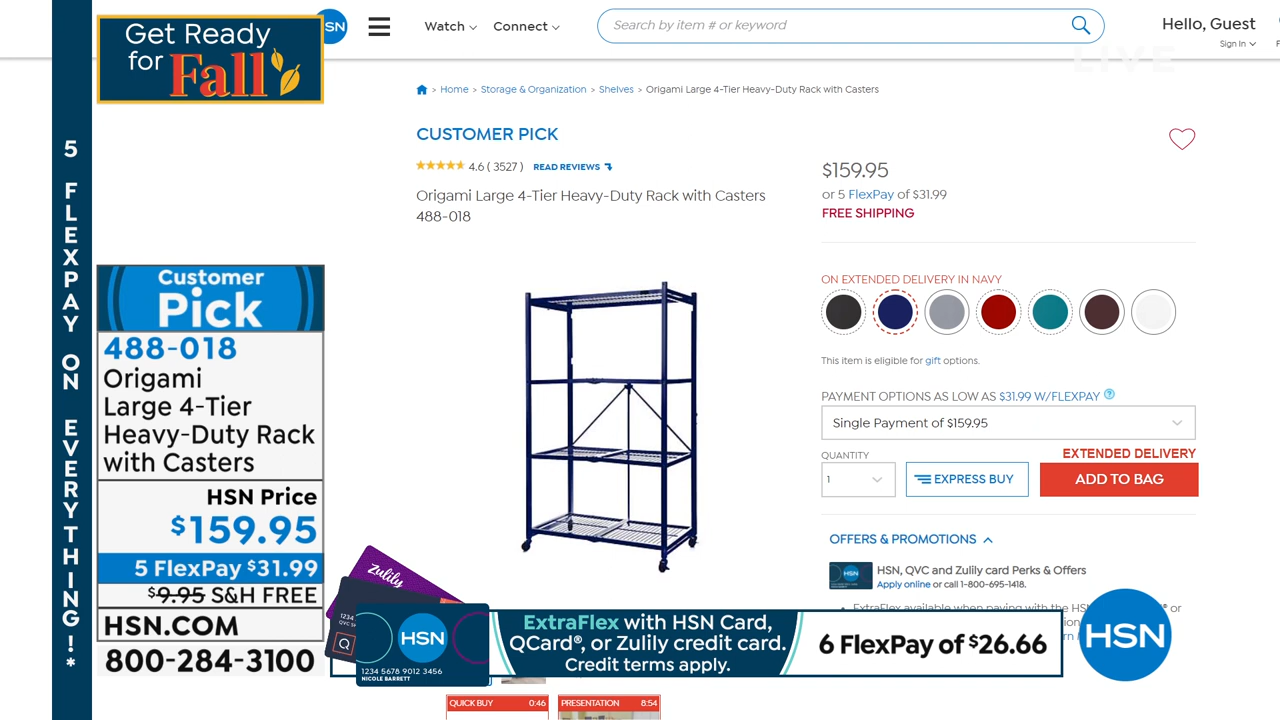 5 FLEXPAY ON EVERYTHING!*
Get Ready
for Fall
HSN
Watch
Connect
Search by item # or keyword
Hello, Guest
Sign In
LIVE
> Home > Storage & Organization > Shelves > Origami Large 4-Tier Heavy-Duty Rack with Casters
CUSTOMER PICK
4.6 ( 3527 ) READ REVIEWS
Origami Large 4-Tier Heavy-Duty Rack with Casters
488-018
$159.95
or 5 FlexPay of $31.99
FREE SHIPPING
ON EXTENDED DELIVERY IN NAVY
This item is eligible for gift options.
PAYMENT OPTIONS AS LOW AS $31.99 W/FLEXPAY ?
Single Payment of $159.95
QUANTITY
1
EXPRESS BUY
EXTENDED DELIVERY
ADD TO BAG
OFFERS & PROMOTIONS
HSN, QVC and Zulily card Perks & Offers
Apply online or call 1-800-695-1418.
ExtraFlex available when paying with the
Customer
Pick
488-018
Origami
Large 4-Tier
Heavy-Duty Rack
with Casters
HSN Price
$159.95
5 FlexPay $31.99
$9.95 S&H FREE
HSN.COM
800-284-3100
Zulily
1234
Q
HSN
1234 5678 9012 3456
NICOLE BARRETT
ExtraFlex with HSN Card,
QCard®, or Zulily credit card.
Credit terms apply.
6 FlexPay of $26.66
HSN
QUICK BUY 0:46
PRESENTATION 8:54